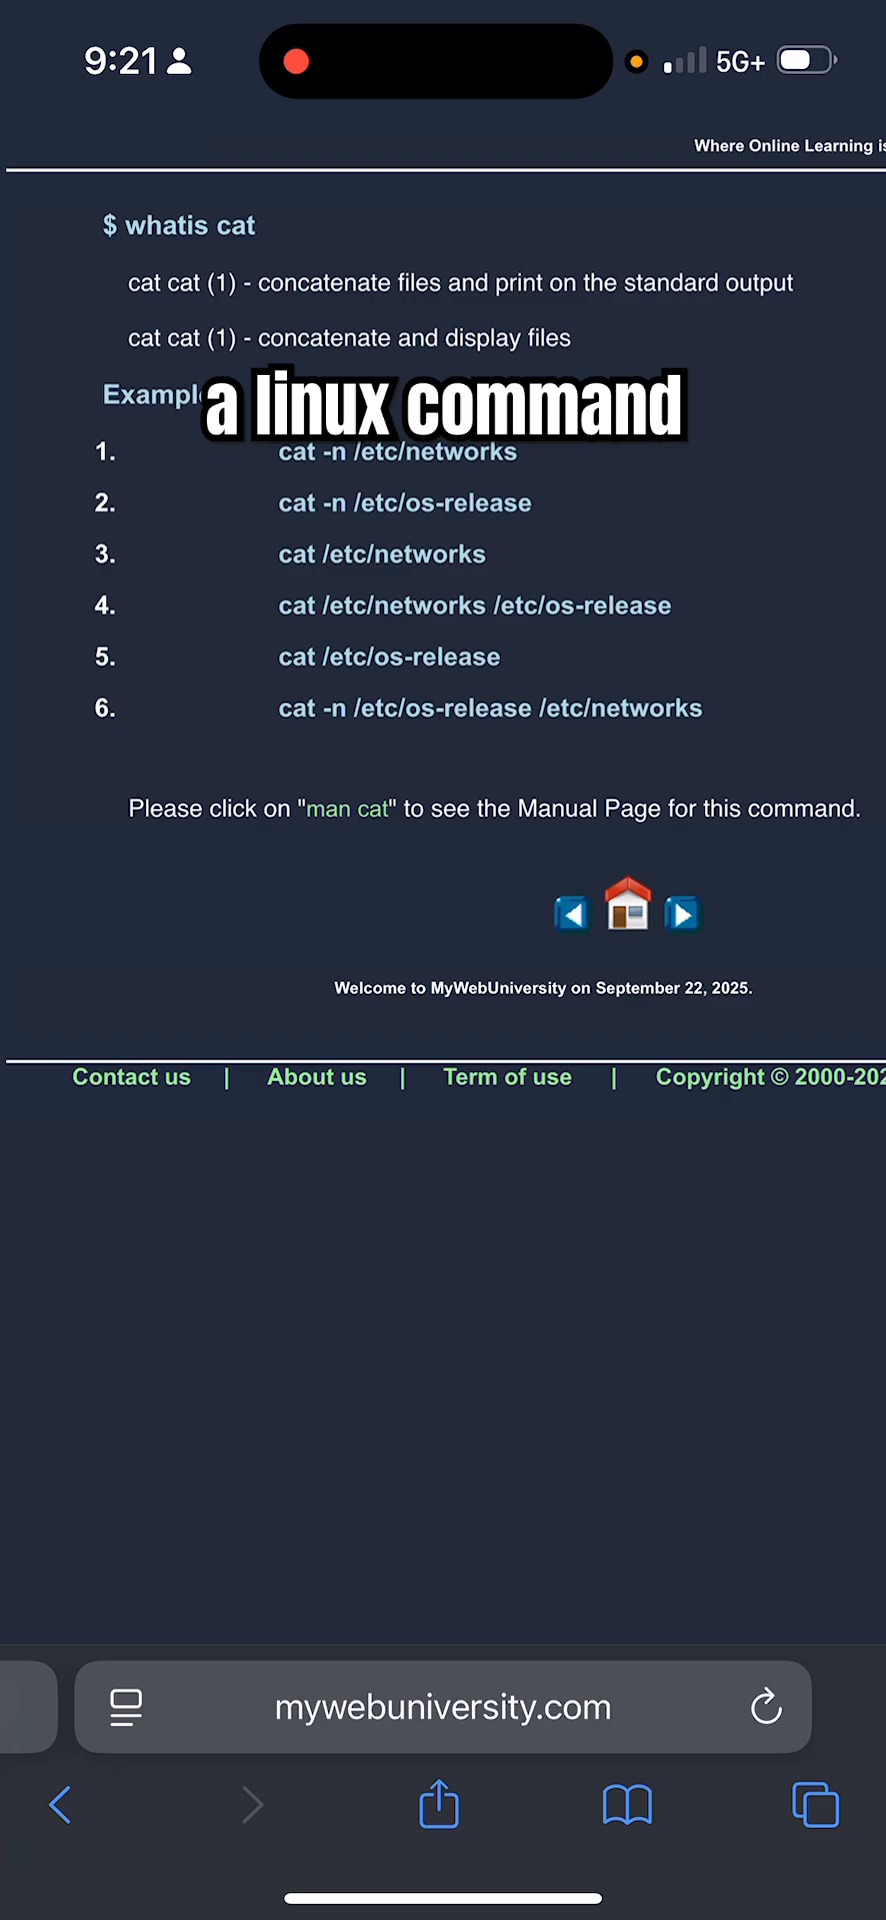 9:21
5G+
Where Online Learning
$ whatis cat
cat cat (1) - concatenate files and print on the standard output
cat cat (1) - concatenate and display files
a linux command
1. cat -n /etc/networks
2. cat -n /etc/os-release
3. cat /etc/networks
4. cat /etc/networks /etc/os-release
5. cat /etc/os-release
6. cat -n /etc/os-release /etc/networks
Please click on "man cat" to see the Manual Page for this command.
Welcome to MyWebUniversity on September 22, 2025.
Contact us | About us | Term of use | Copyright © 2000-202
mywebuniversity.com